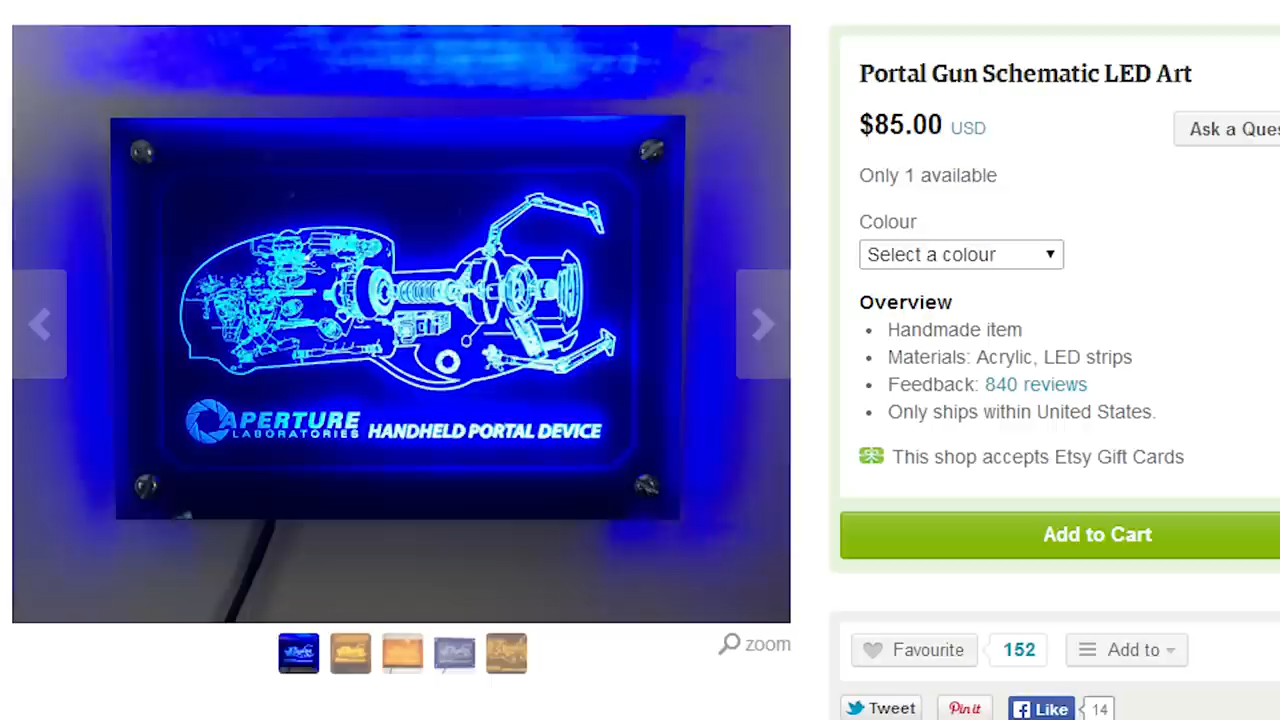 APERTURE
LABORATORIES
HANDHELD PORTAL DEVICE
zoom
Portal Gun Schematic LED Art
$85.00 USD
Ask a Ques
Only 1 available
Colour
Select a colour
Overview
Handmade item
Materials: Acrylic, LED strips
Feedback: 840 reviews
Only ships within United States.
This shop accepts Etsy Gift Cards
Add to Cart
Favourite 152 Add to
Tweet Pin it Like 14